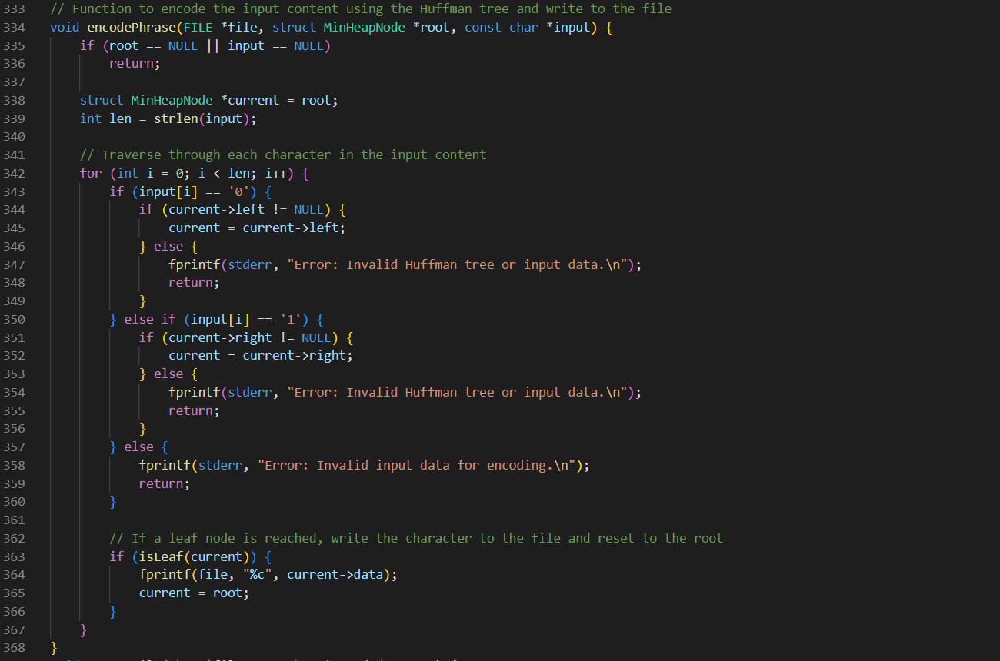 333 // Function to encode the input content using the Huffman tree and write to the file
334 void encodePhrase(FILE *file, struct MinHeapNode *root, const char *input) {
335     if (root == NULL || input == NULL)
336         return;
337
338     struct MinHeapNode *current = root;
339     int len = strlen(input);
340
341     // Traverse through each character in the input content
342     for (int i = 0; i < len; i++) {
343         if (input[i] == '0') {
344             if (current->left != NULL) {
345                 current = current->left;
346             } else {
347                 fprintf(stderr, "Error: Invalid Huffman tree or input data.\n");
348                 return;
349             }
350         } else if (input[i] == '1') {
351             if (current->right != NULL) {
352                 current = current->right;
353             } else {
354                 fprintf(stderr, "Error: Invalid Huffman tree or input data.\n");
355                 return;
356             }
357         } else {
358             fprintf(stderr, "Error: Invalid input data for encoding.\n");
359             return;
360         }
361
362         // If a leaf node is reached, write the character to the file and reset to the root
363         if (isLeaf(current)) {
364             fprintf(file, "%c", current->data);
365             current = root;
366         }
367     }
368 }